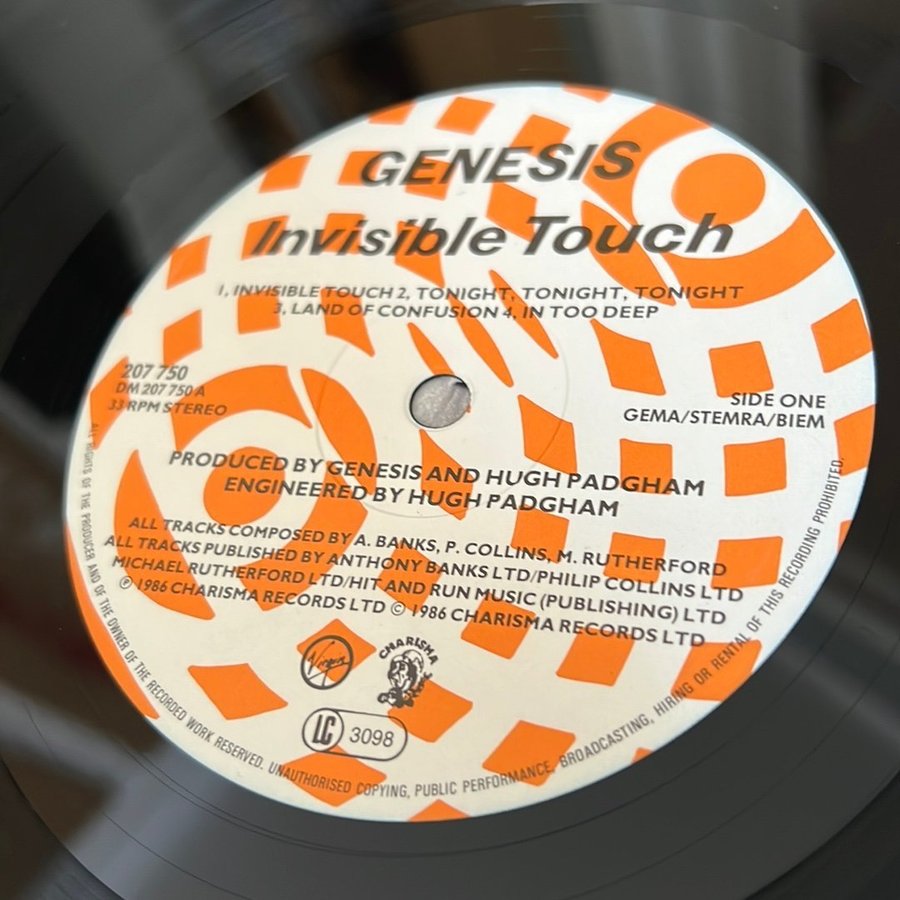 GENESIS
Invisible Touch
1, INVISIBLE TOUCH 2, TONIGHT, TONIGHT, TONIGHT
3, LAND OF CONFUSION 4, IN TOO DEEP
207 750
DM 207 750 A
33 RPM STEREO
SIDE ONE
GEMA/STEMRA/BIEM
PRODUCED BY GENESIS AND HUGH PADGHAM
ENGINEERED BY HUGH PADGHAM
ALL TRACKS COMPOSED BY A. BANKS, P. COLLINS, M. RUTHERFORD
ALL TRACKS PUBLISHED BY ANTHONY BANKS LTD/PHILIP COLLINS LTD
MICHAEL RUTHERFORD LTD/HIT AND RUN MUSIC (PUBLISHING) LTD
℗ 1986 CHARISMA RECORDS LTD © 1986 CHARISMA RECORDS LTD
Virgin
CHARISMA
LC 3098
ALL RIGHTS OF THE PRODUCER AND OF THE OWNER OF THE RECORDED WORK RESERVED. UNAUTHORISED COPYING, PUBLIC PERFORMANCE, BROADCASTING, HIRING OR RENTAL OF THIS RECORDING PROHIBITED.